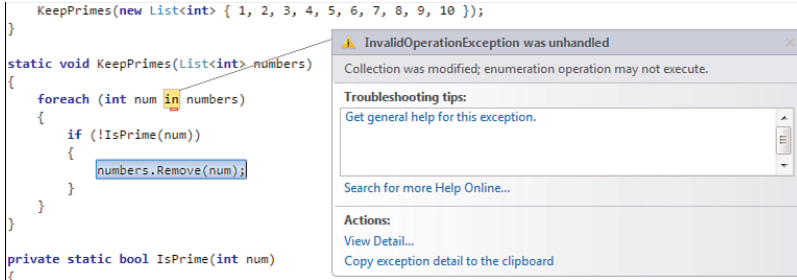 KeepPrimes(new List<int> { 1, 2, 3, 4, 5, 6, 7, 8, 9, 10 });
}
static void KeepPrimes(List<int> numbers)
{
foreach (int num in numbers)
{
if (!IsPrime(num))
{
numbers.Remove(num);
}
}
}
private static bool IsPrime(int num)
{
InvalidOperationException was unhandled
Collection was modified; enumeration operation may not execute.
Troubleshooting tips:
Get general help for this exception.
Search for more Help Online...
Actions:
View Detail...
Copy exception detail to the clipboard